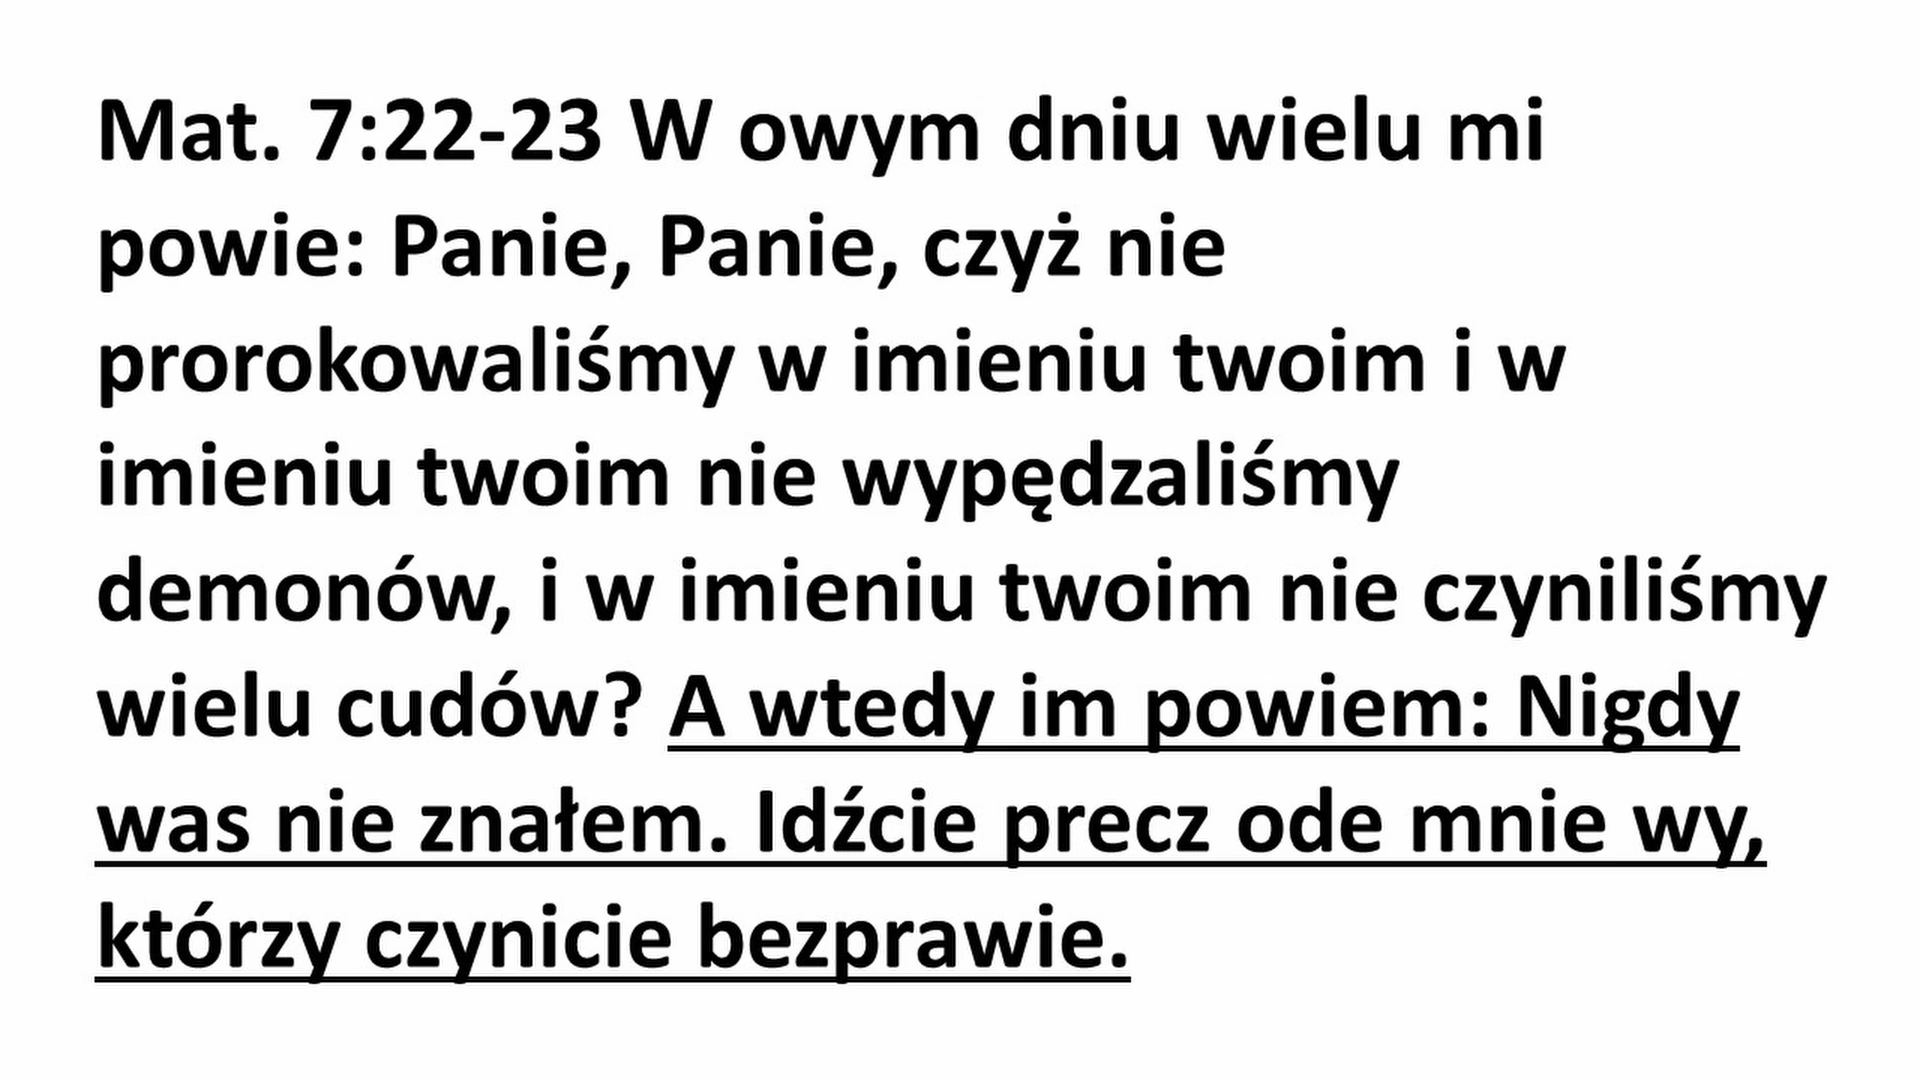 Mat. 7:22-23 W owym dniu wielu mi
powie: Panie, Panie, czyż nie
prorokowaliśmy w imieniu twoim i w
imieniu twoim nie wypędzaliśmy
demonów, i w imieniu twoim nie czyniliśmy
wielu cudów? A wtedy im powiem: Nigdy
was nie znałem. Idźcie precz ode mnie wy,
którzy czynicie bezprawie.